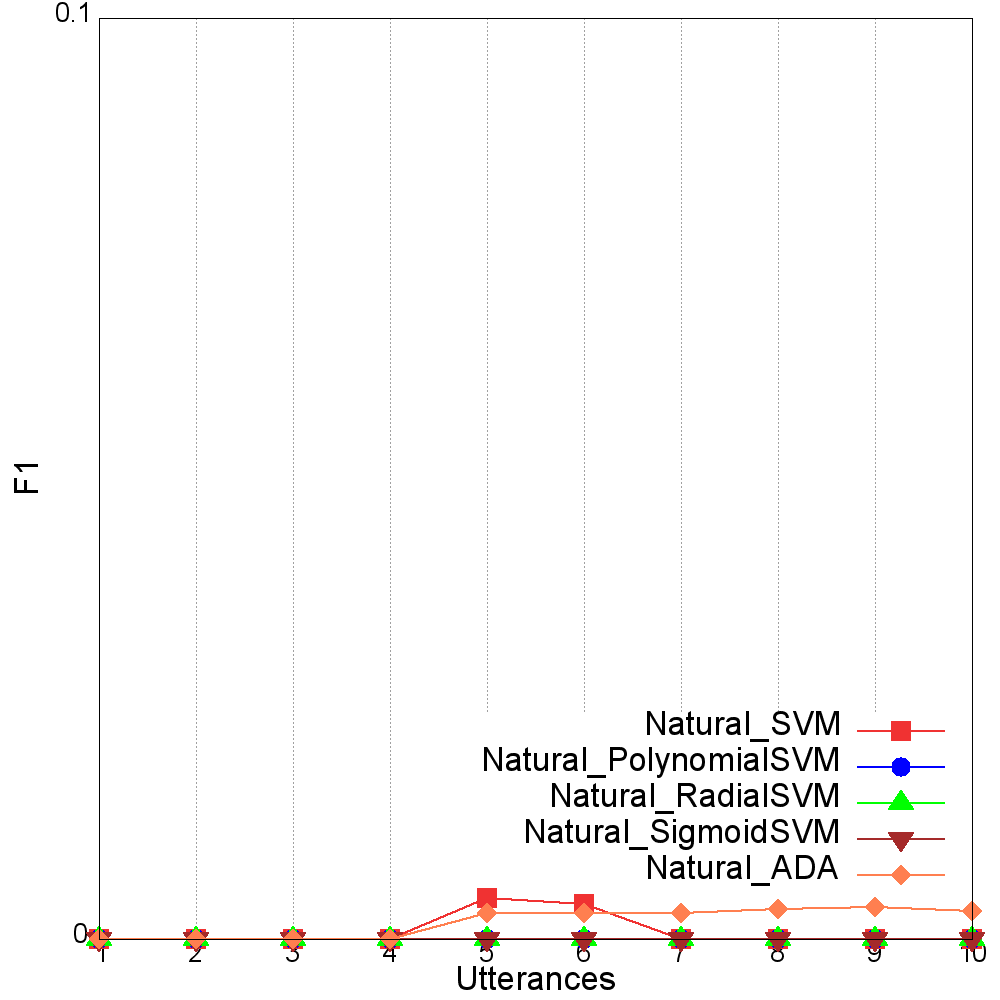 0.1
F1
Natural_SVM
Natural_PolynomialSVM
Natural_RadialSVM
Natural_SigmoidSVM
Natural_ADA
0
1 2 3 4 5 6 7 8 9 10
Utterances